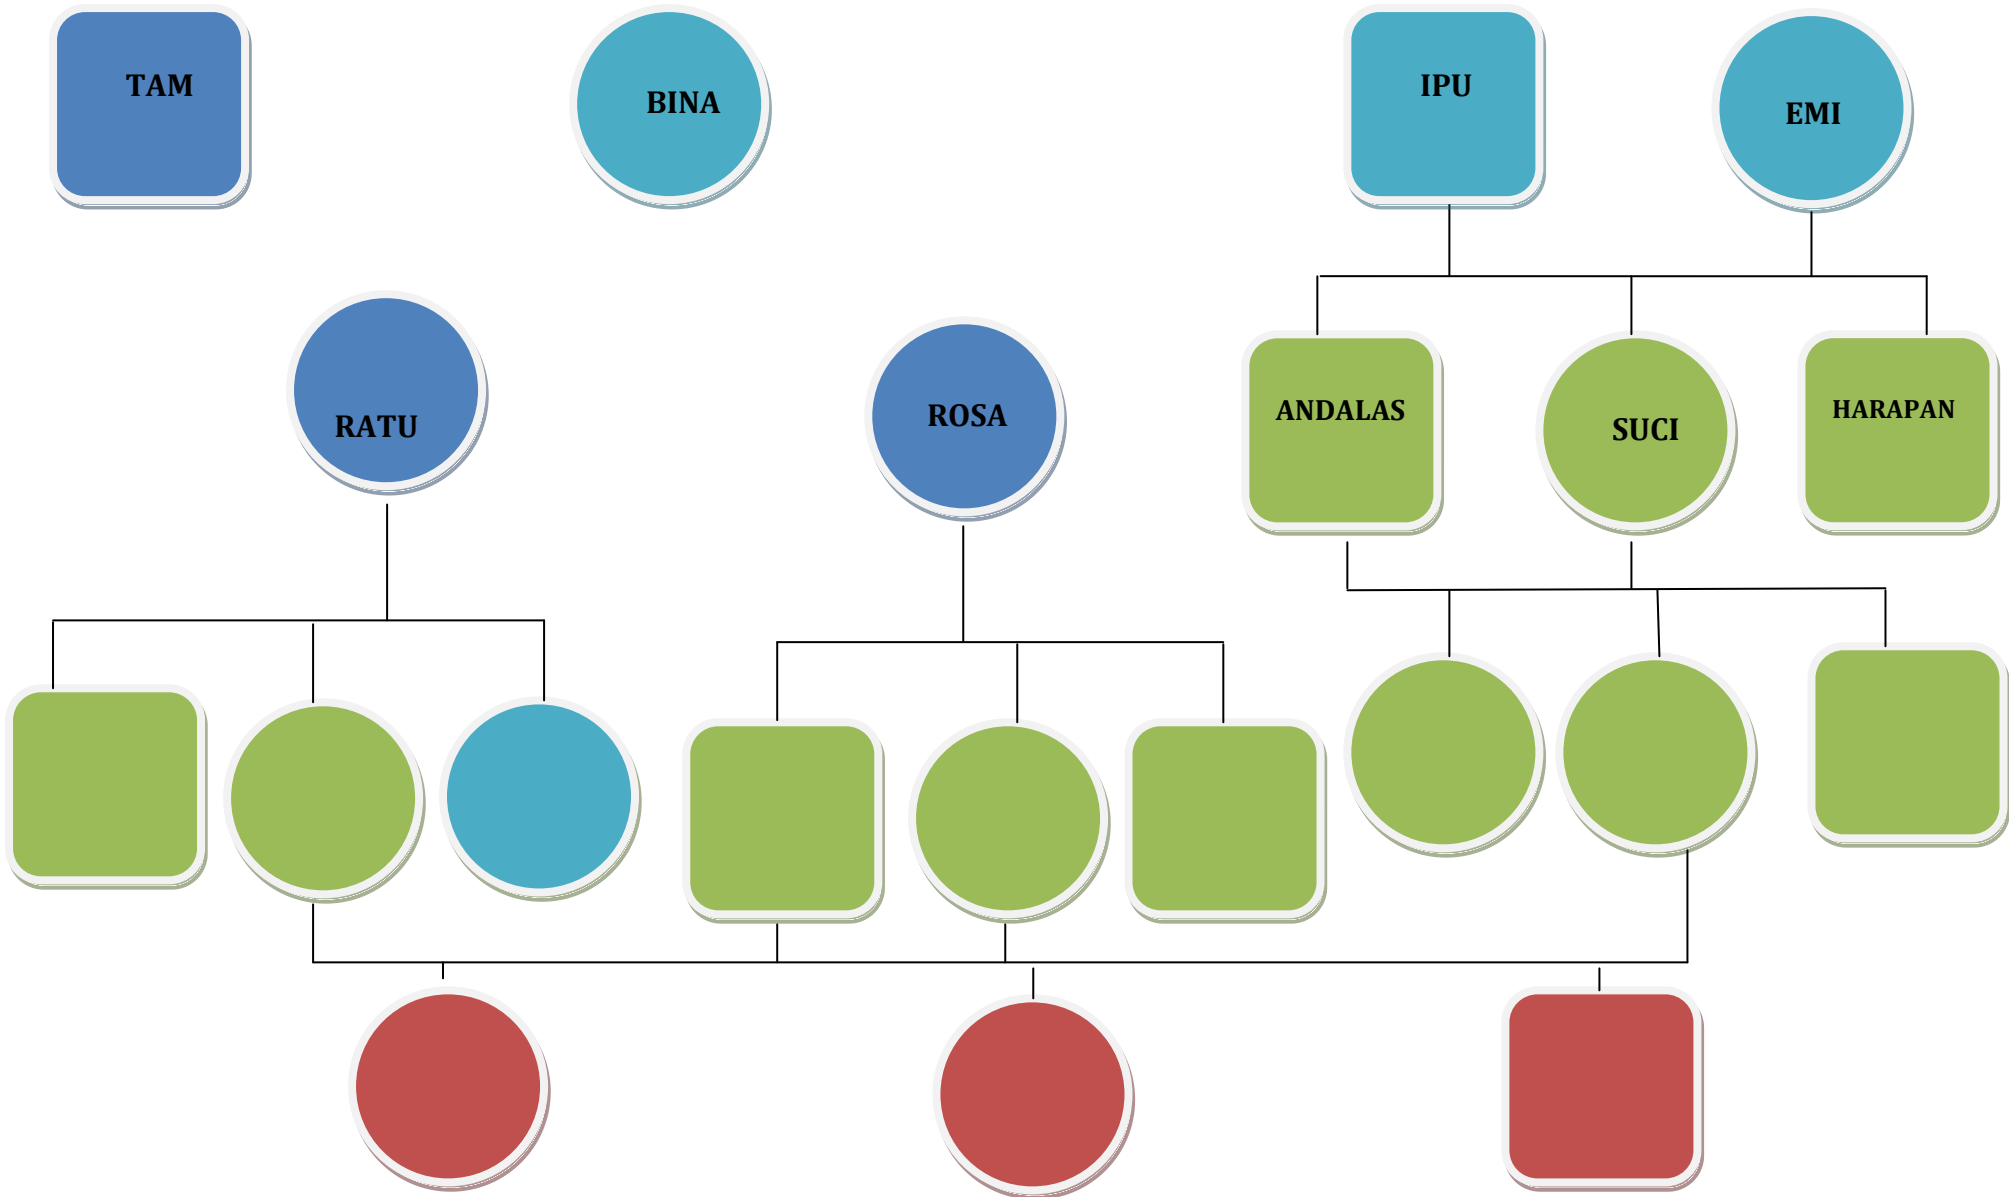 TAM
BINA
IPU
EMI
RATU
ROSA
ANDALAS
SUCI
HARAPAN